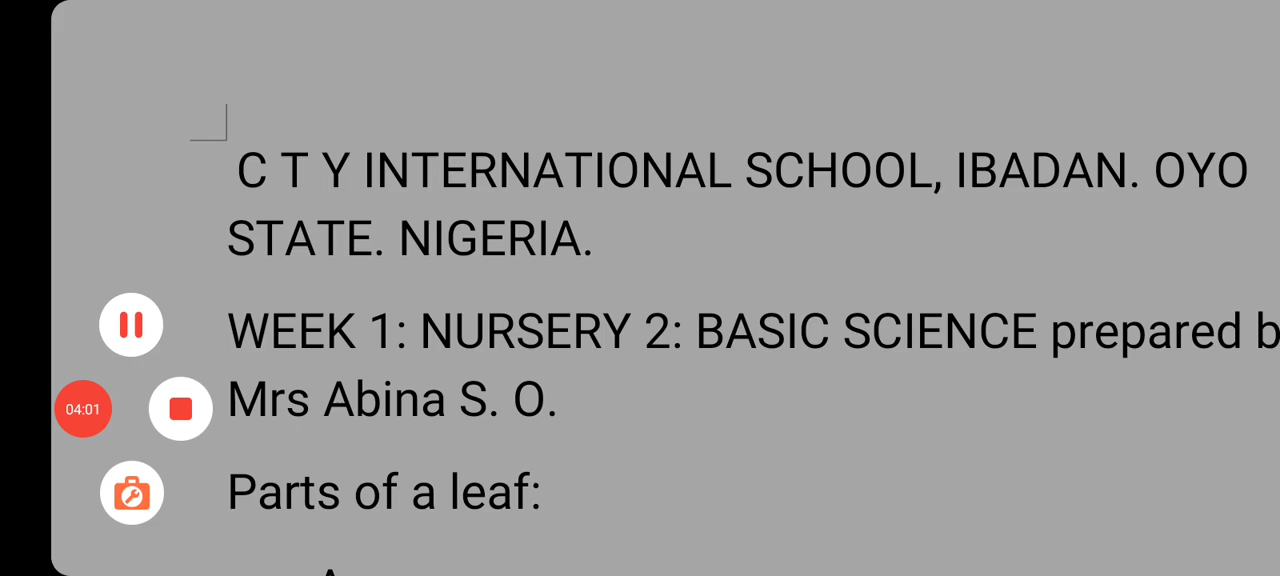 C T Y INTERNATIONAL SCHOOL, IBADAN. OYO
STATE. NIGERIA.
WEEK 1: NURSERY 2: BASIC SCIENCE prepared b
Mrs Abina S. O.
04:01
Parts of a leaf: